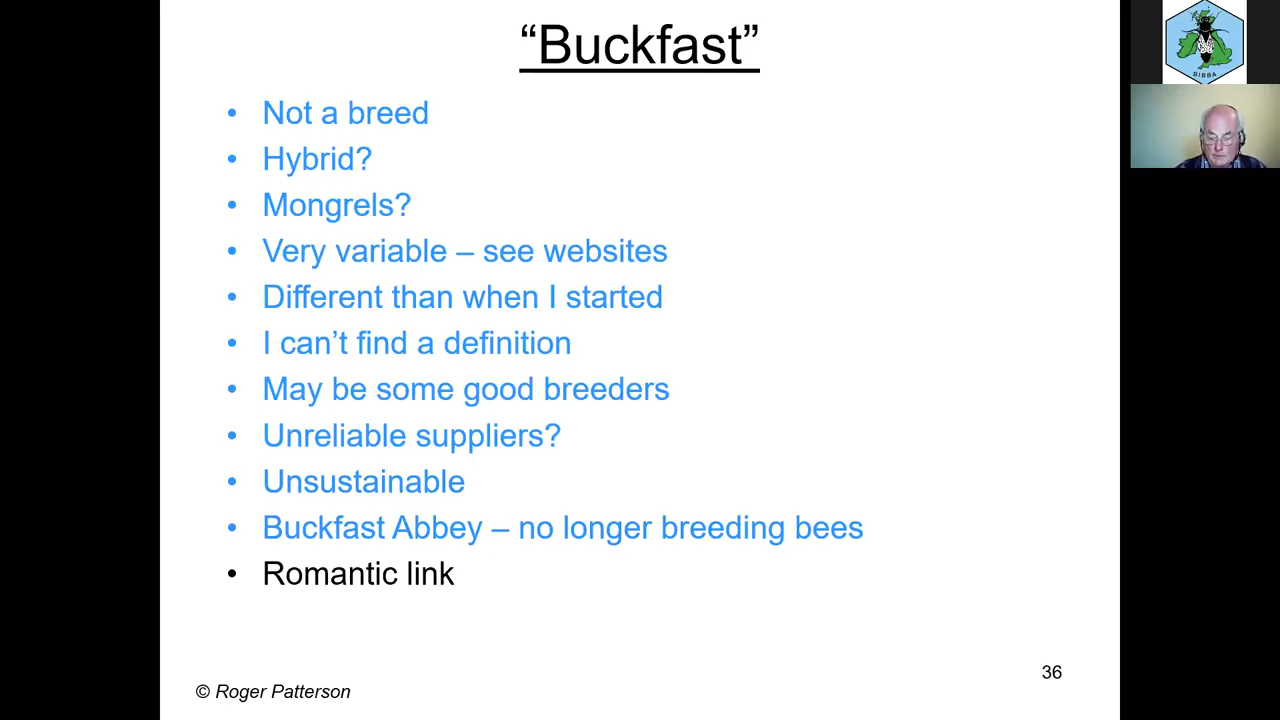 “Buckfast”
• Not a breed
• Hybrid?
• Mongrels?
• Very variable – see websites
• Different than when I started
• I can’t find a definition
• May be some good breeders
• Unreliable suppliers?
• Unsustainable
• Buckfast Abbey – no longer breeding bees
• Romantic link
36
© Roger Patterson
BIBBA